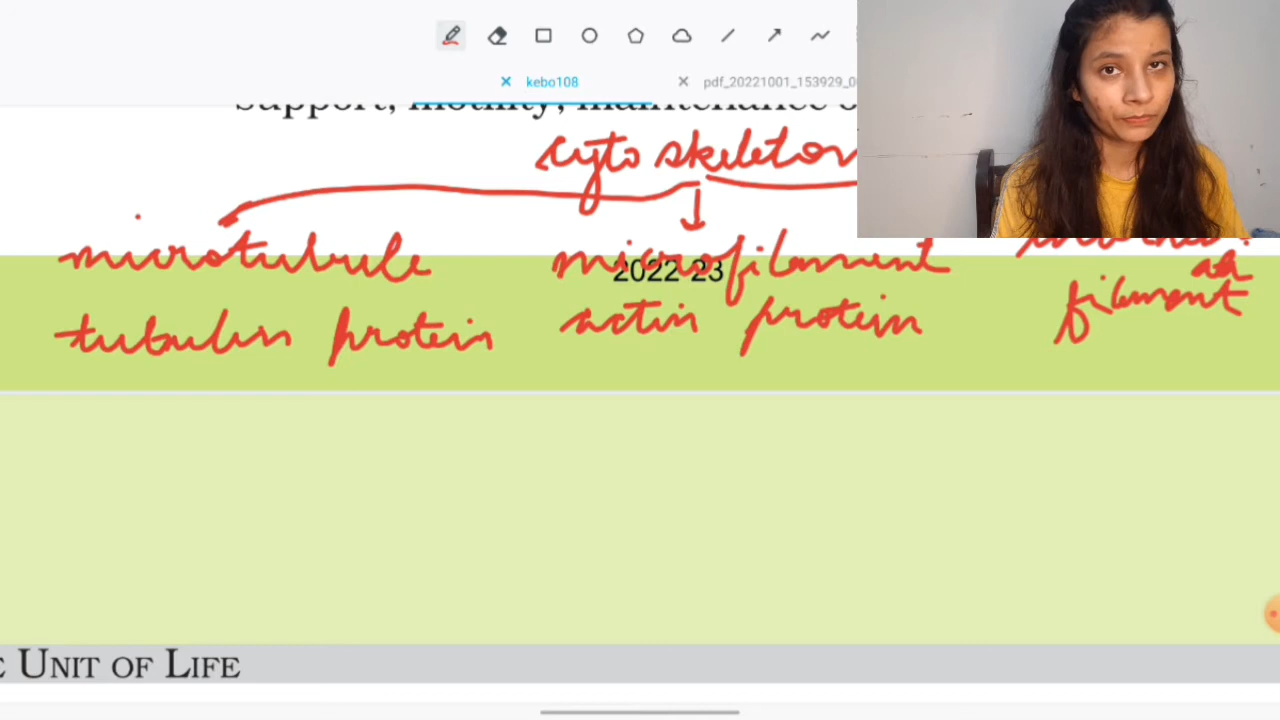 kebo108
pdf_20221001_153929_0
support, motility, maintenance o
cyto skeleton
microtubule microfilament
filament
2022-23
tubulin protein actin protein
E UNIT OF LIFE